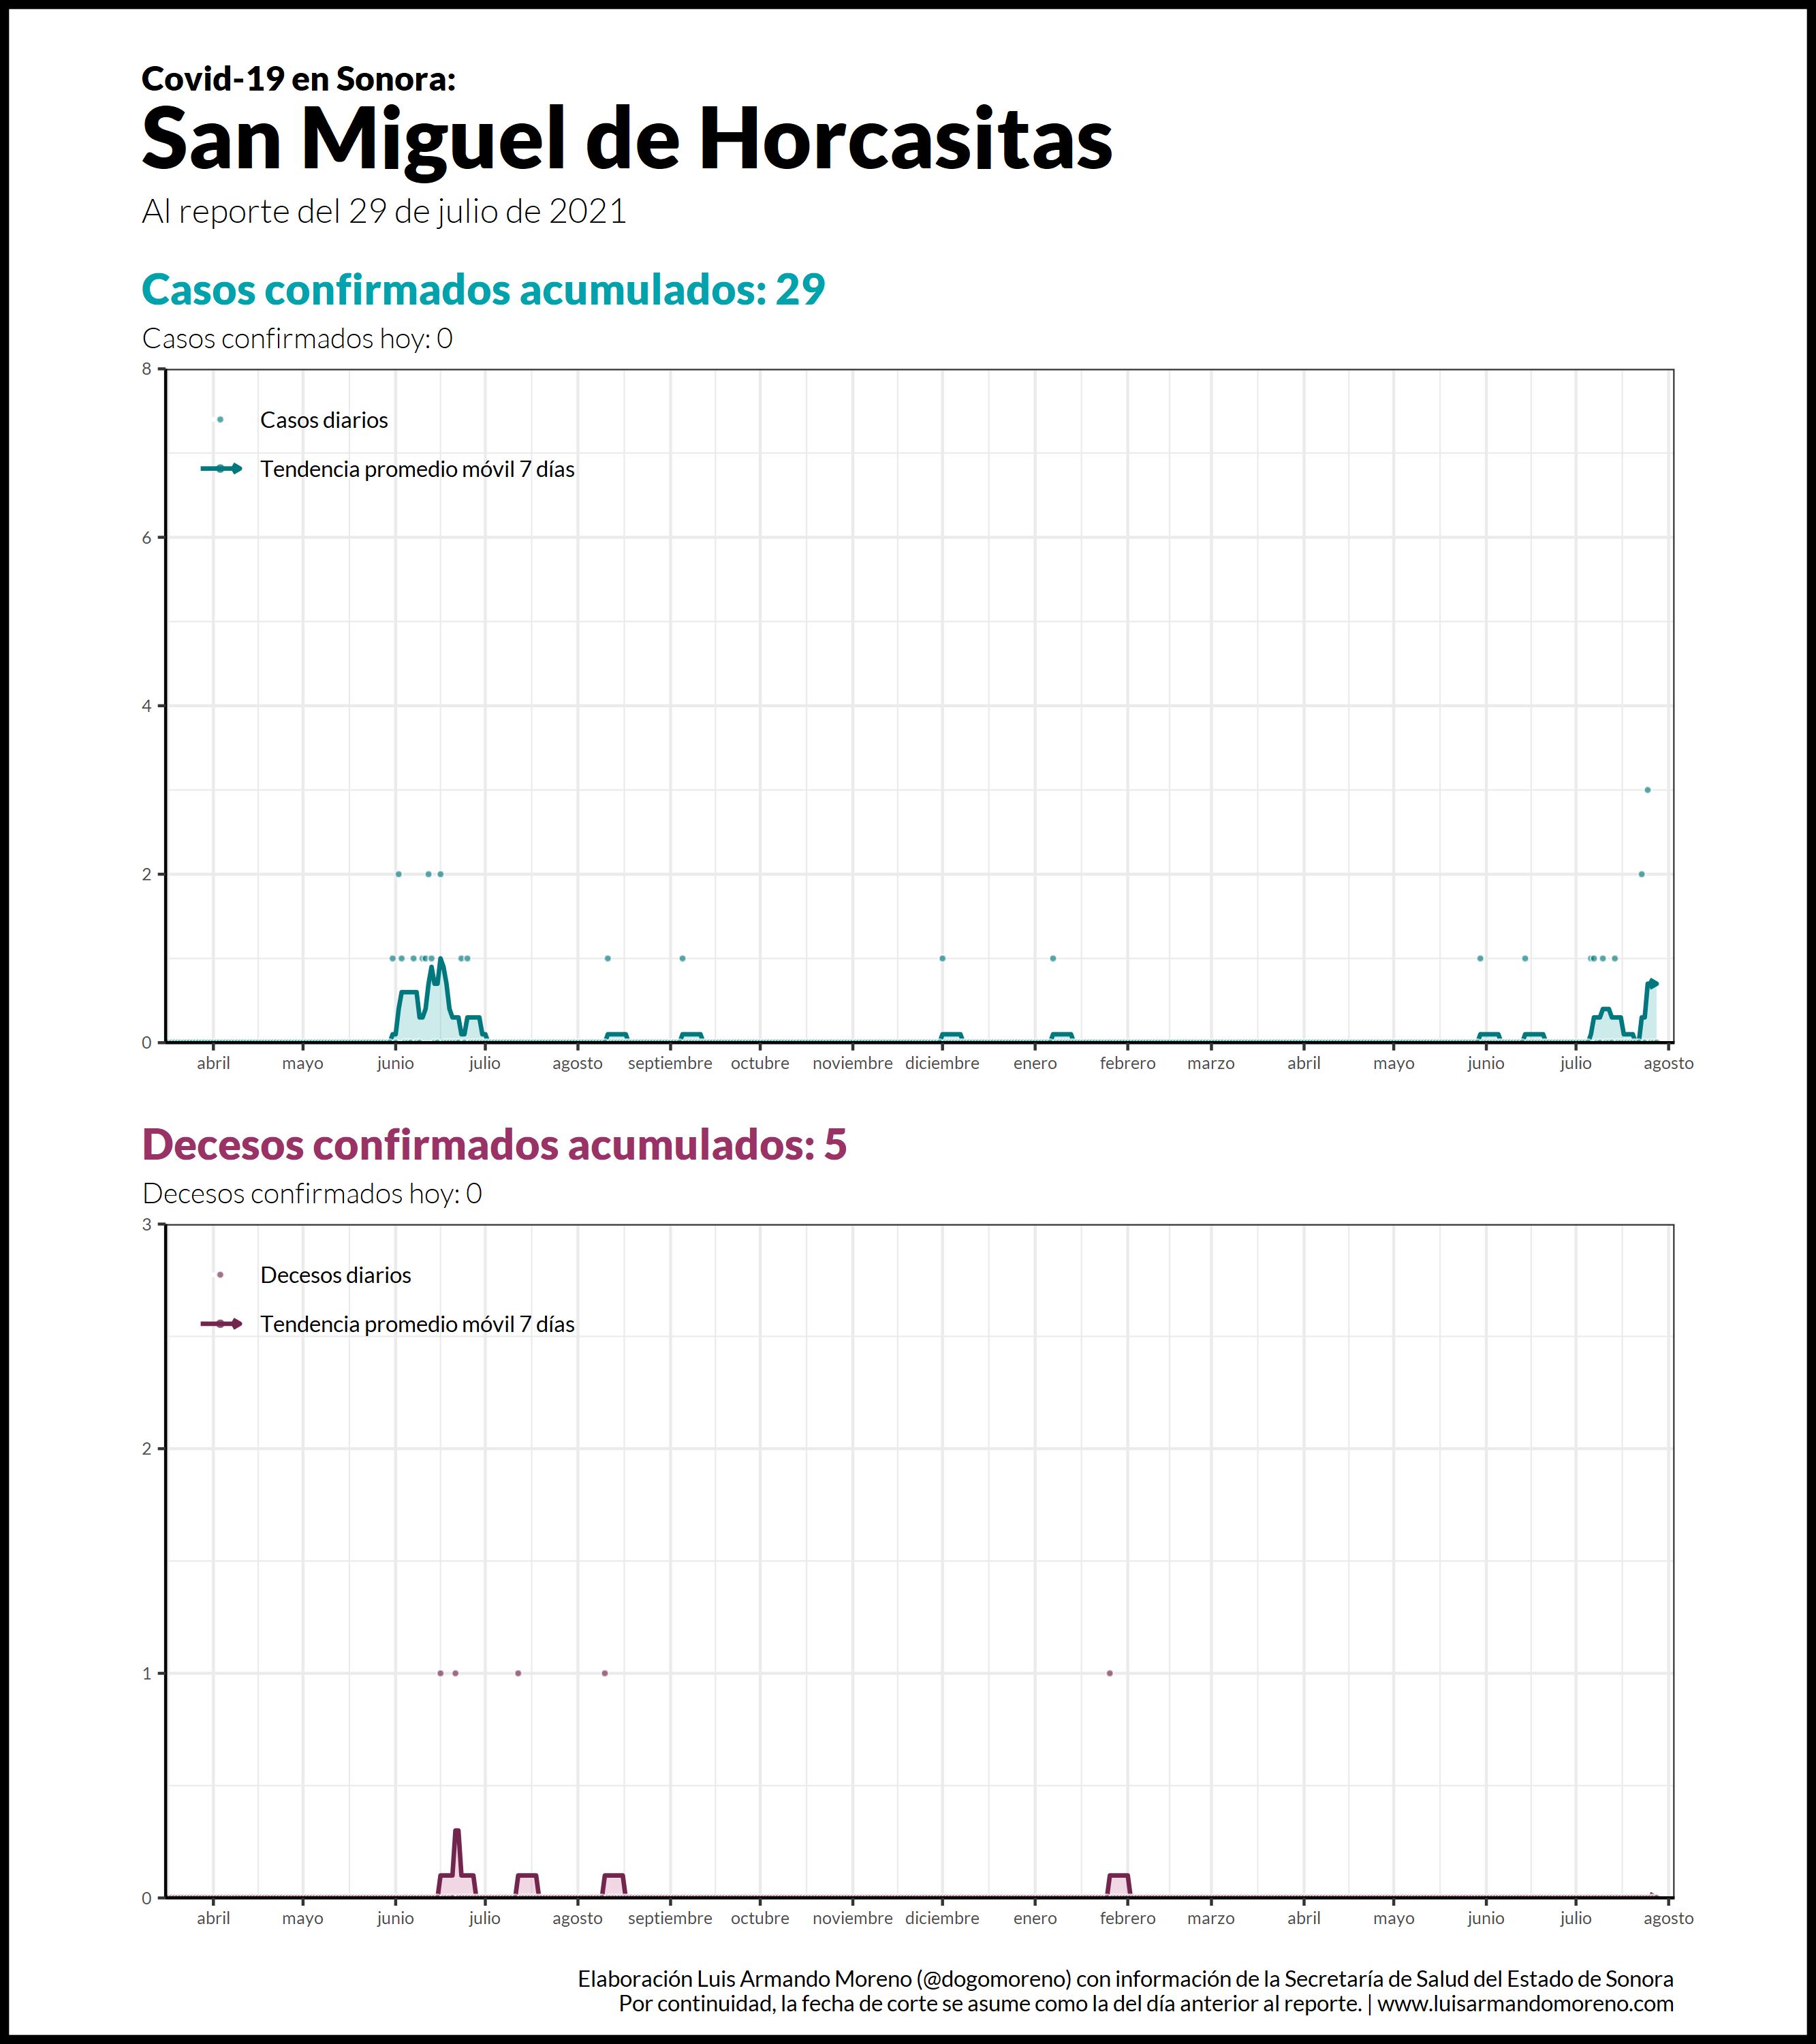 Covid-19 en Sonora:
San Miguel de Horcasitas
Al reporte del 29 de julio de 2021
Casos confirmados acumulados: 29
Casos confirmados hoy: 0
8
Casos diarios
Tendencia promedio móvil 7 días
6
4
2
0
abril mayo junio julio agosto septiembre octubre noviembre diciembre enero febrero marzo abril mayo junio julio agosto
Decesos confirmados acumulados: 5
Decesos confirmados hoy: 0
3
Decesos diarios
Tendencia promedio móvil 7 días
2
1
0
abril mayo junio julio agosto septiembre octubre noviembre diciembre enero febrero marzo abril mayo junio julio agosto
Elaboración Luis Armando Moreno (@dogomoreno) con información de la Secretaría de Salud del Estado de Sonora
Por continuidad, la fecha de corte se asume como la del día anterior al reporte. | www.luisarmandomoreno.com